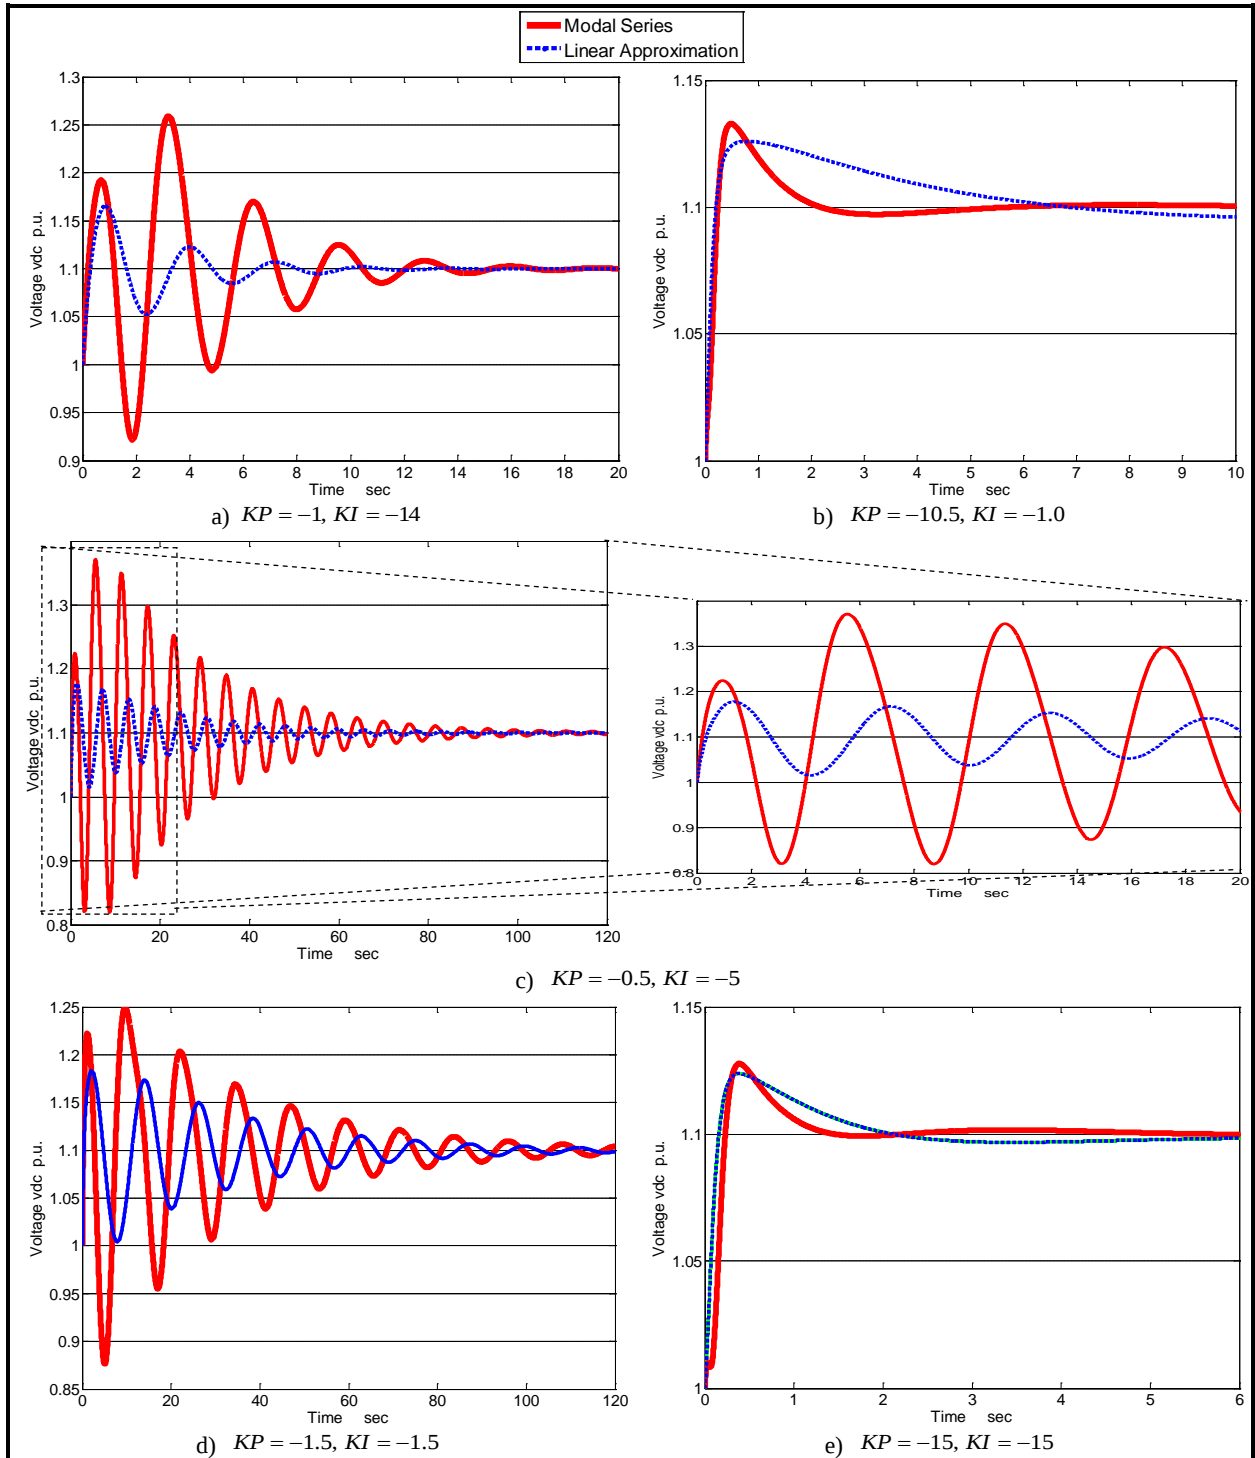 Modal Series
Linear Approximation
1.3
1.25
1.2
1.15
1.1
1.05
1
0.95
0.9
Voltage vdc p.u.
0 2 4 6 8 10 12 14 16 18 20
Time sec
a) KP = −1, KI = −14
1.15
1.1
1.05
1
Voltage vdc p.u.
0 1 2 3 4 5 6 7 8 9 10
Time sec
b) KP = −10.5, KI = −1.0
1.3
1.2
1.1
1
0.9
0.8
Voltage vdc p.u.
0 20 40 60 80 100 120
Time sec
1.3
1.2
1.1
1
0.9
0.8
Voltage vdc p.u.
0 2 4 6 8 10 12 14 16 18 20
Time sec
c) KP = −0.5, KI = −5
1.25
1.2
1.15
1.1
1.05
1
0.95
0.9
0.85
Voltage vdc p.u.
0 20 40 60 80 100 120
Time sec
d) KP = −1.5, KI = −1.5
1.15
1.1
1.05
1
Voltage vdc p.u.
0 1 2 3 4 5 6
Time sec
e) KP = −15, KI = −15